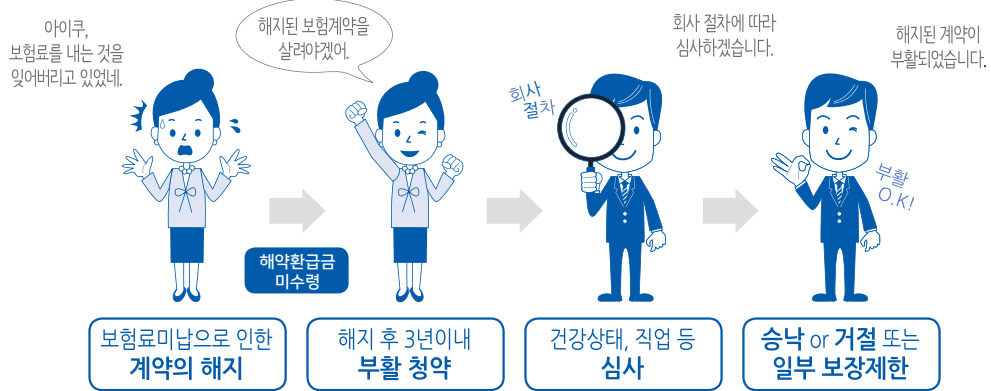 아이쿠,
보험료를 내는 것을
잊어버리고 있었네.
해지된 보험계약을
살려야겠어.
회사 절차에 따라
심사하겠습니다.
해지된 계약이
부활되었습니다.
회사
절차
부활
O.K!
해약환급금
미수령
보험료미납으로 인한
계약의 해지
해지 후 3년이내
부활 청약
건강상태, 직업 등
심사
승낙 or 거절 또는
일부 보장제한